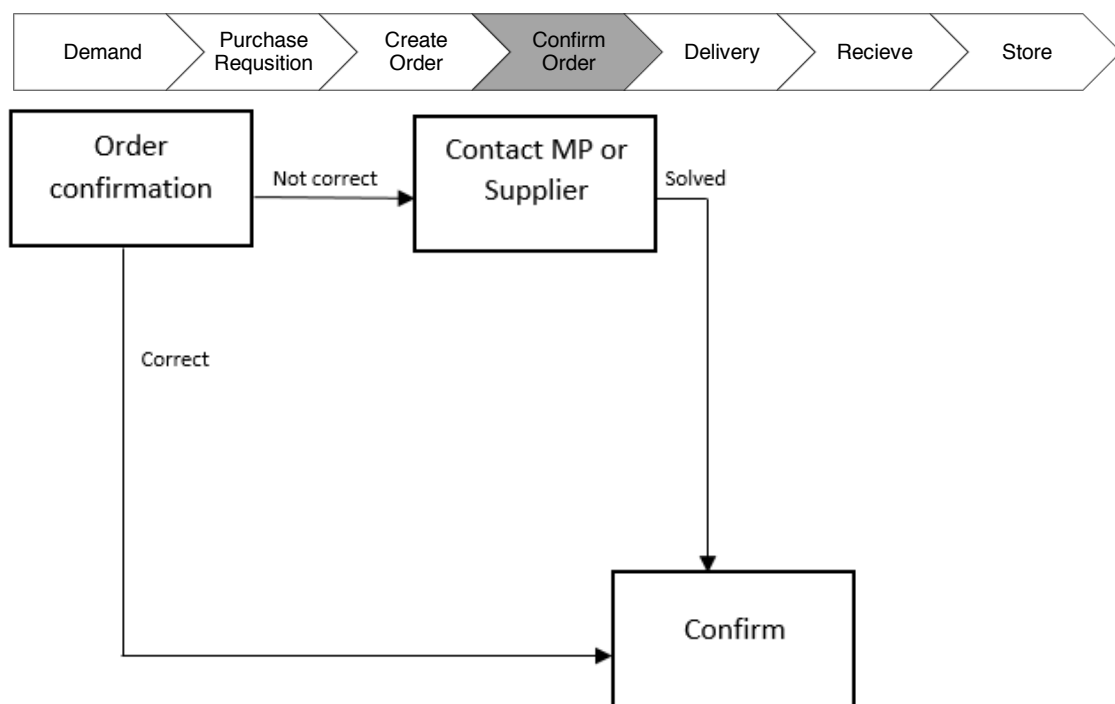 Demand
Purchase
Requsition
Create
Order
Confirm
Order
Delivery
Recieve
Store
Order
confirmation
Not correct
Contact MP or
Supplier
Solved
Correct
Confirm